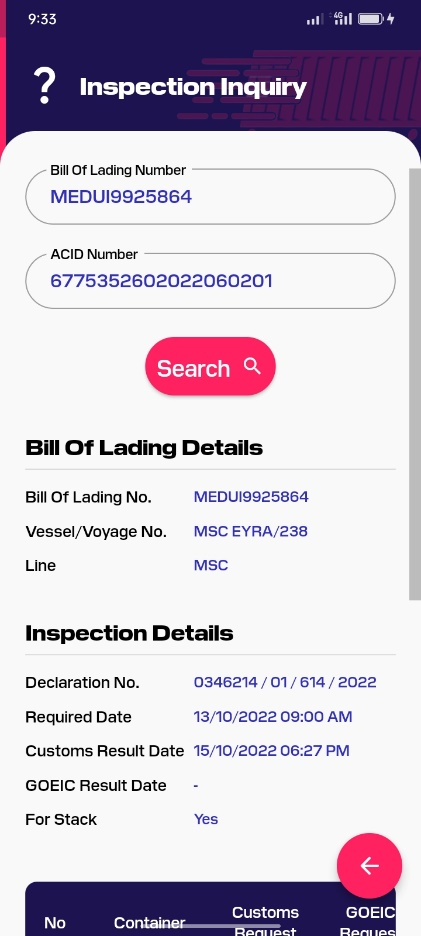 9:33
4G
Inspection Inquiry
Bill Of Lading Number
MEDUI9925864
ACID Number
6775352602022060201
Search
Bill Of Lading Details
Bill Of Lading No. MEDUI9925864
Vessel/Voyage No. MSC EYRA/238
Line MSC
Inspection Details
Declaration No. 0346214 / 01 / 614 / 2022
Required Date 13/10/2022 09:00 AM
Customs Result Date 15/10/2022 06:27 PM
GOEIC Result Date -
For Stack Yes
No Container Customs Request GOEIC Reques